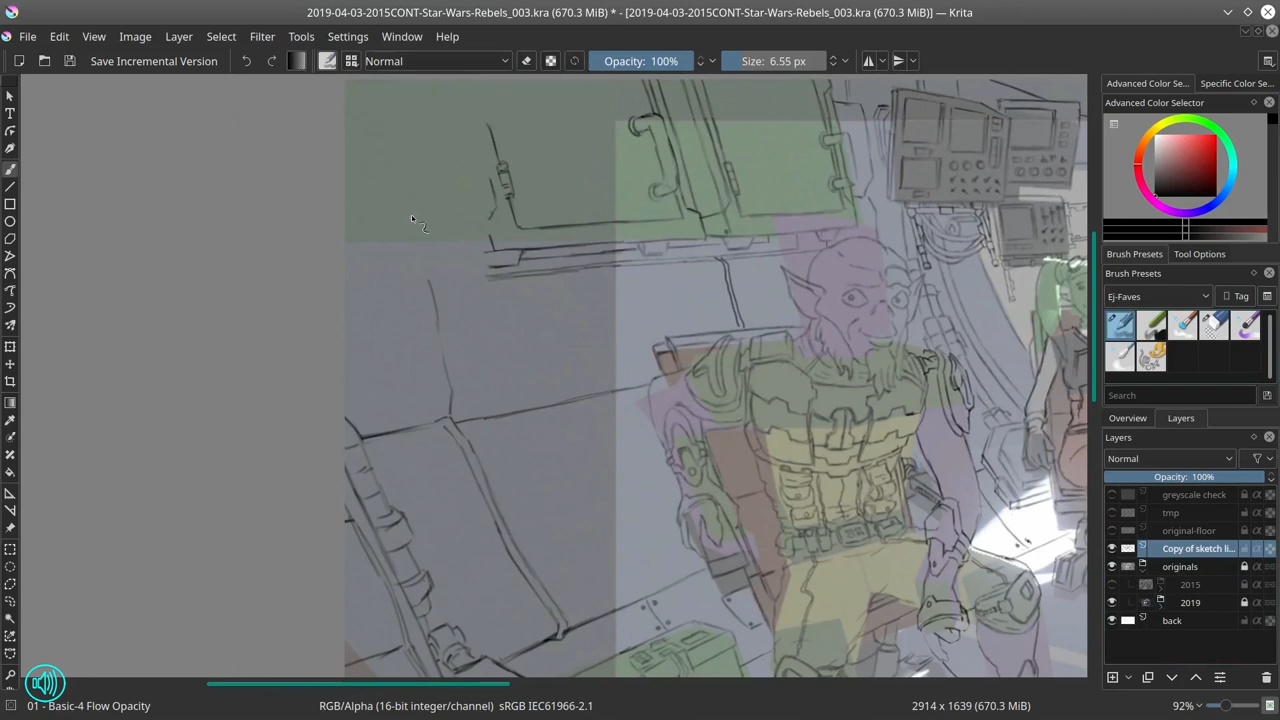 2019-04-03-2015CONT-Star-Wars-Rebels_003.kra (670.3 MiB) * - [2019-04-03-2015CONT-Star-Wars-Rebels_003.kra (670.3 MiB)] — Krita
File Edit View Image Layer Select Filter Tools Settings Window Help
Save Incremental Version Normal Opacity: 100% Size: 6.55 px
Advanced Color Se... Specific Color Se...
Advanced Color Selector
Brush Presets Tool Options
Brush Presets
Ej-Faves Tag
Search
Overview Layers
Layers
Normal
Opacity: 100%
greyscale check
tmp
original-floor
Copy of sketch li...
originals
2015
2019
back
01 - Basic-4 Flow Opacity RGB/Alpha (16-bit integer/channel) sRGB IEC61966-2.1 2914 x 1639 (670.3 MiB) 92%